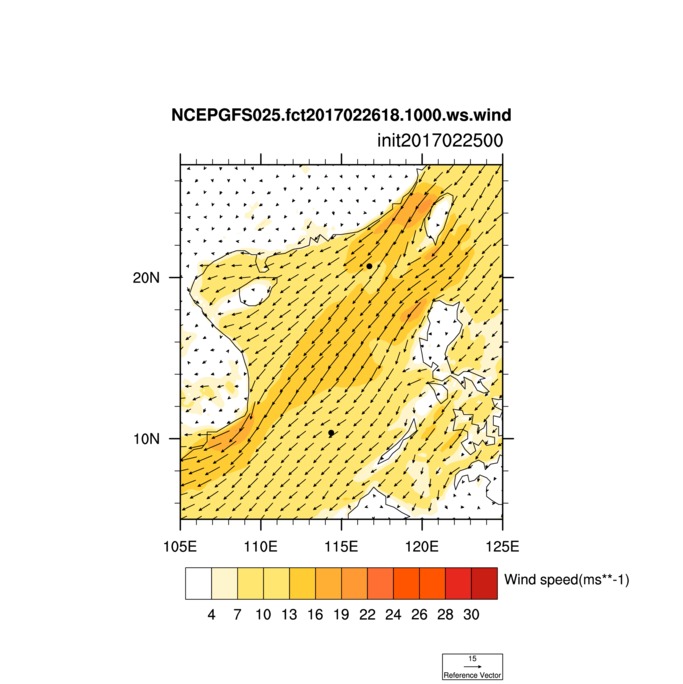 NCEPGFS025.fct2017022618.1000.ws.wind
init2017022500
20N
10N
105E 110E 115E 120E 125E
Wind speed(ms**-1)
4 7 10 13 16 19 22 24 26 28 30
15
Reference Vector